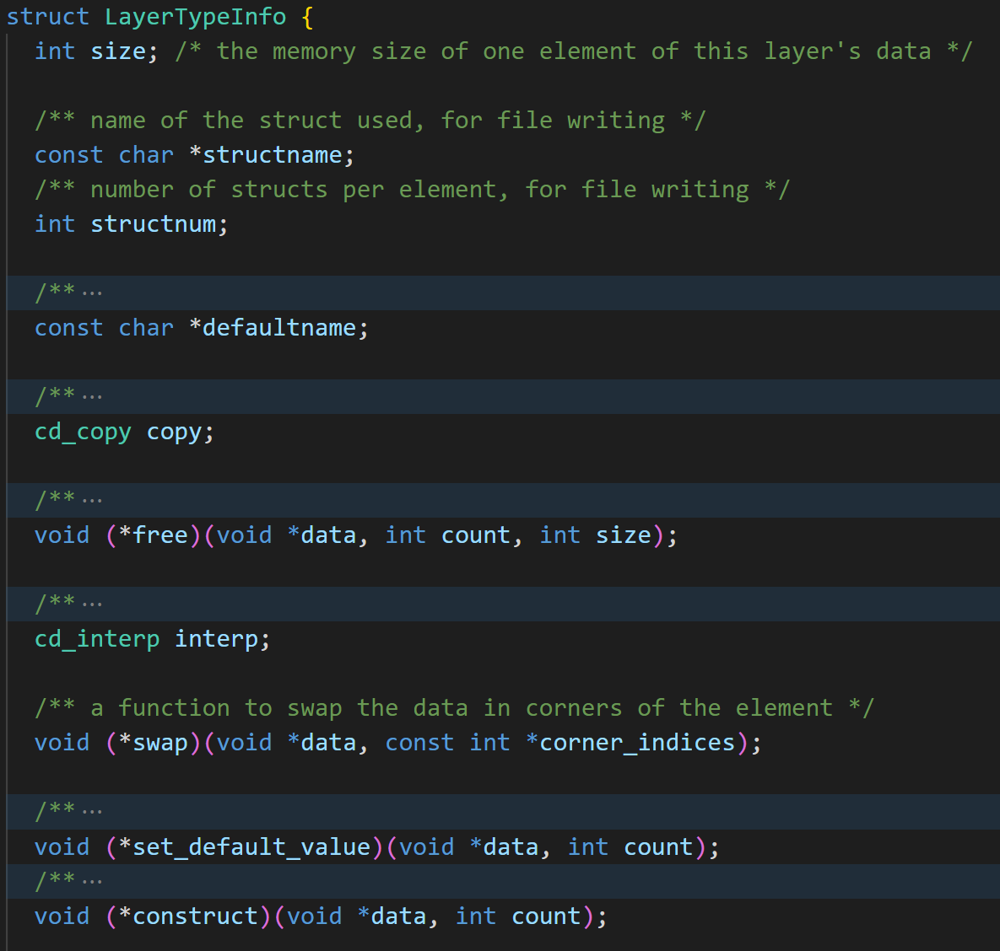 struct LayerTypeInfo {
int size; /* the memory size of one element of this layer's data */
/** name of the struct used, for file writing */
const char *structname;
/** number of structs per element, for file writing */
int structnum;
/** ···
const char *defaultname;
/** ···
cd_copy copy;
/** ···
void (*free)(void *data, int count, int size);
/** ···
cd_interp interp;
/** a function to swap the data in corners of the element */
void (*swap)(void *data, const int *corner_indices);
/** ···
void (*set_default_value)(void *data, int count);
/** ···
void (*construct)(void *data, int count);